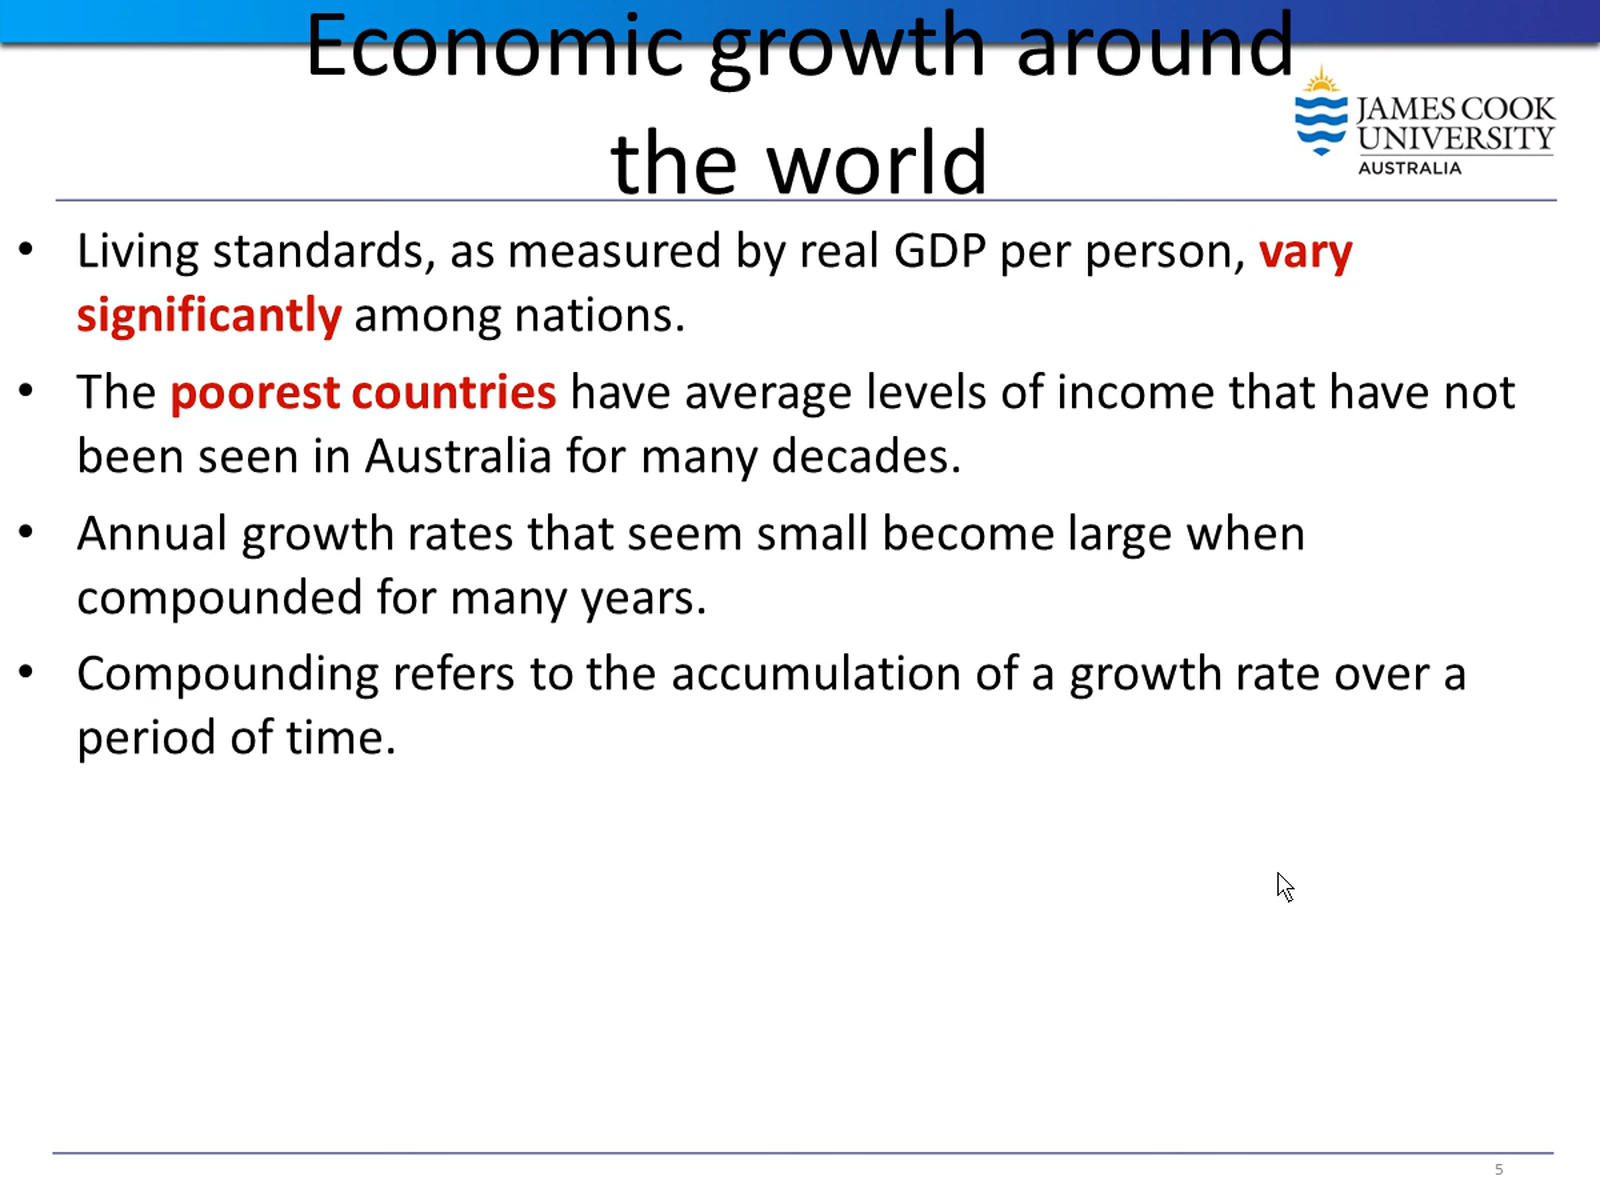 Economic growth around
the world
JAMES COOK
UNIVERSITY
AUSTRALIA
• Living standards, as measured by real GDP per person, vary
significantly among nations.
• The poorest countries have average levels of income that have not
been seen in Australia for many decades.
• Annual growth rates that seem small become large when
compounded for many years.
• Compounding refers to the accumulation of a growth rate over a
period of time.
5